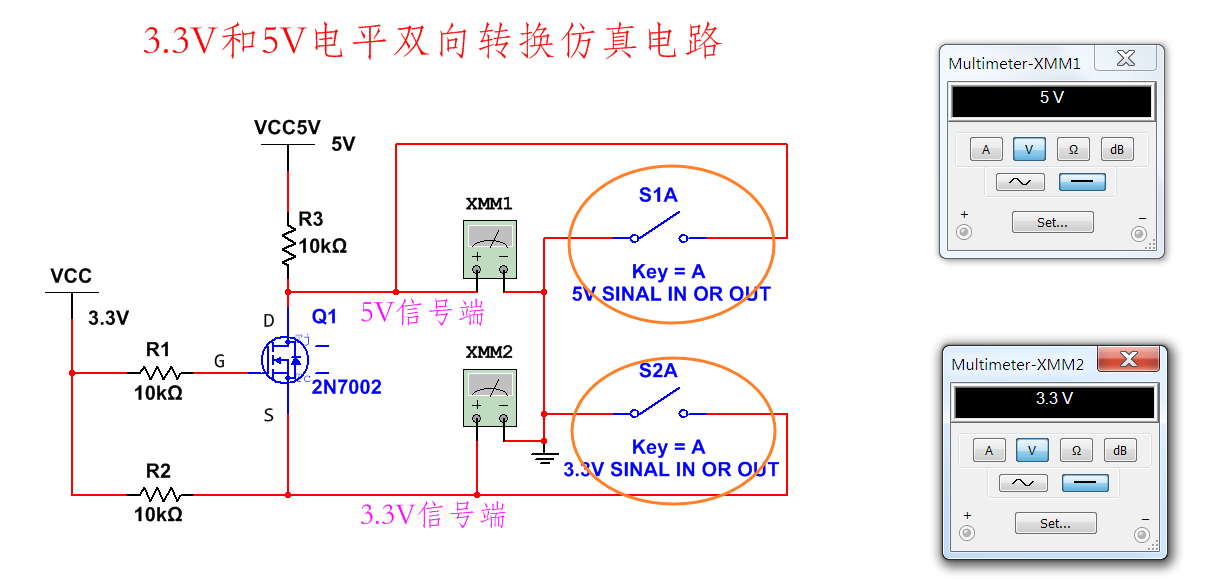 3.3V和5V电平双向转换仿真电路
Multimeter-XMM1
5 V
A
V
Ω
dB
+
Set...
−
VCC5V
5V
R3
10kΩ
XMM1
+ −
S1A
Key = A
5V SINAL IN OR OUT
5V信号端
VCC
3.3V
D
Q1
G
2N7002
S
R1
10kΩ
XMM2
+ −
S2A
Key = A
3.3V SINAL IN OR OUT
R2
10kΩ
3.3V信号端
Multimeter-XMM2
3.3 V
A
V
Ω
dB
+
Set...
−